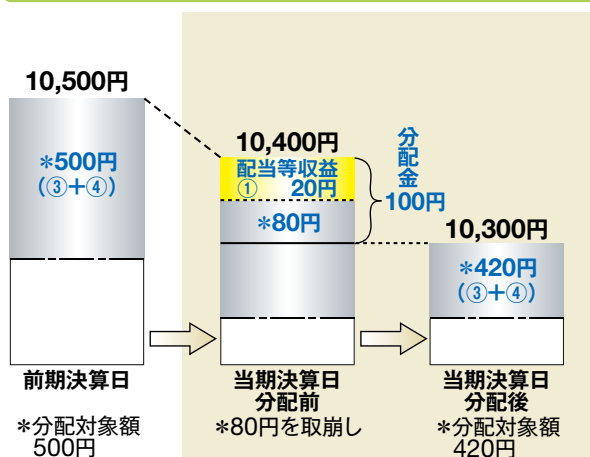 10,500円
*500円
(③+④)
前期決算日
*分配対象額
500円
10,400円
配当等収益
① 20円
*80円
分配金
100円
当期決算日
分配前
*80円を取崩し
10,300円
*420円
(③+④)
当期決算日
分配後
*分配対象額
420円